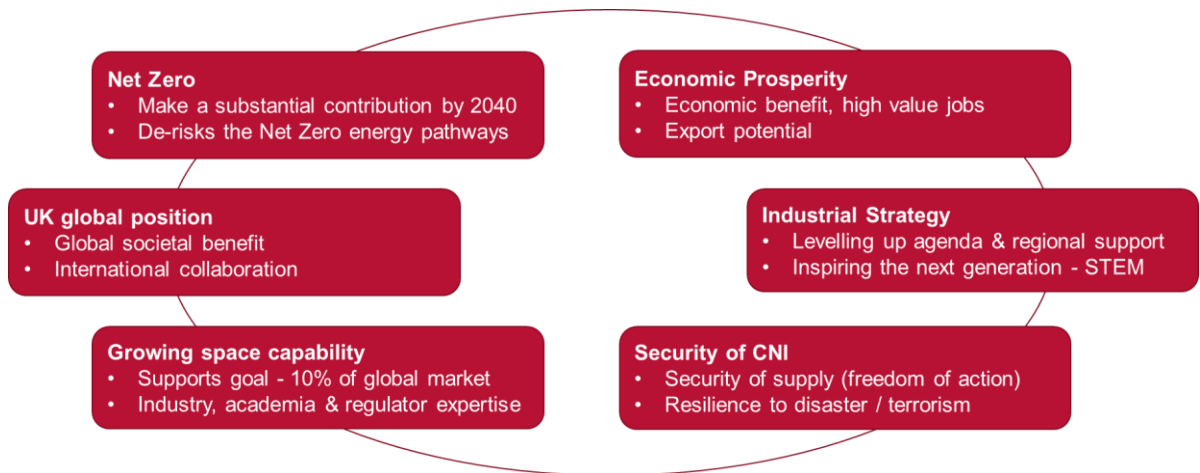 Net Zero
• Make a substantial contribution by 2040
• De-risks the Net Zero energy pathways
Economic Prosperity
• Economic benefit, high value jobs
• Export potential
UK global position
• Global societal benefit
• International collaboration
Industrial Strategy
• Levelling up agenda & regional support
• Inspiring the next generation - STEM
Growing space capability
• Supports goal - 10% of global market
• Industry, academia & regulator expertise
Security of CNI
• Security of supply (freedom of action)
• Resilience to disaster / terrorism